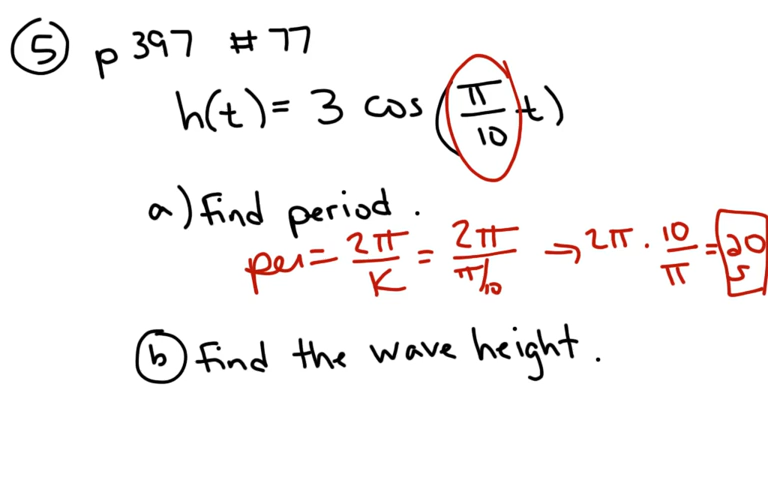 5 p 397 # 77
h(t) = 3 cos(π/10 t)
a) find period.
per = 2π/K = 2π/π/10 → 2π · 10/π = 20 s
b find the wave height.